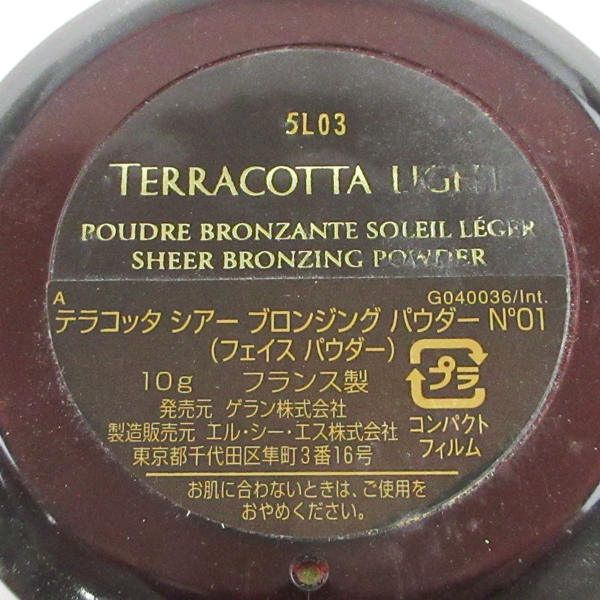 5L03
TERRACOTTA LIGHT
POUDRE BRONZANTE SOLEIL LÉGER
SHEER BRONZING POWDER
A G040036/Int.
テラコッタ シアー ブロンジング パウダー N°01
(フェイス パウダー)
10g フランス製
発売元 ゲラン株式会社
製造販売元 エル・シー・エス株式会社
東京都千代田区隼町3番16号
プラ
コンパクト
フィルム
お肌に合わないときは、ご使用を
おやめください。